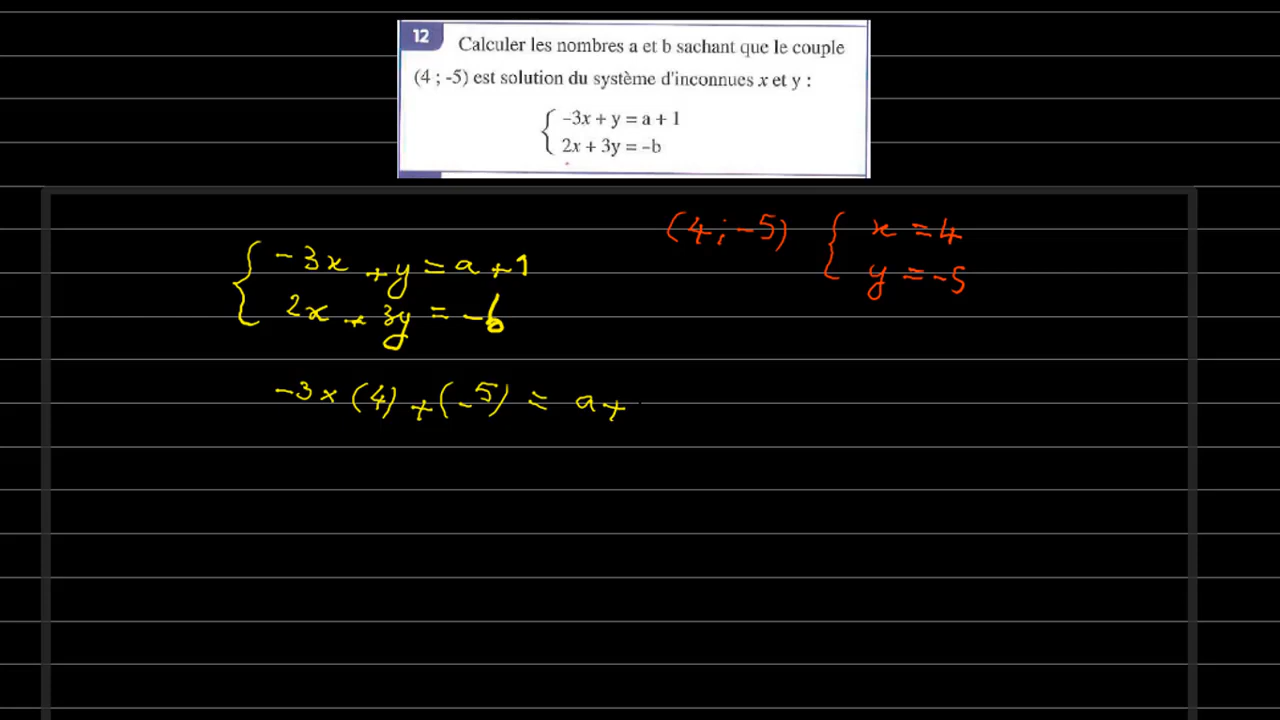 12 Calculer les nombres a et b sachant que le couple
(4 ; -5) est solution du système d'inconnues x et y :
-3x + y = a + 1
2x + 3y = -b
(4 ; -5) { x = 4
y = -5
{ -3x + y = a + 1
2x + 3y = -b
-3 × (4) + (-5) = a +